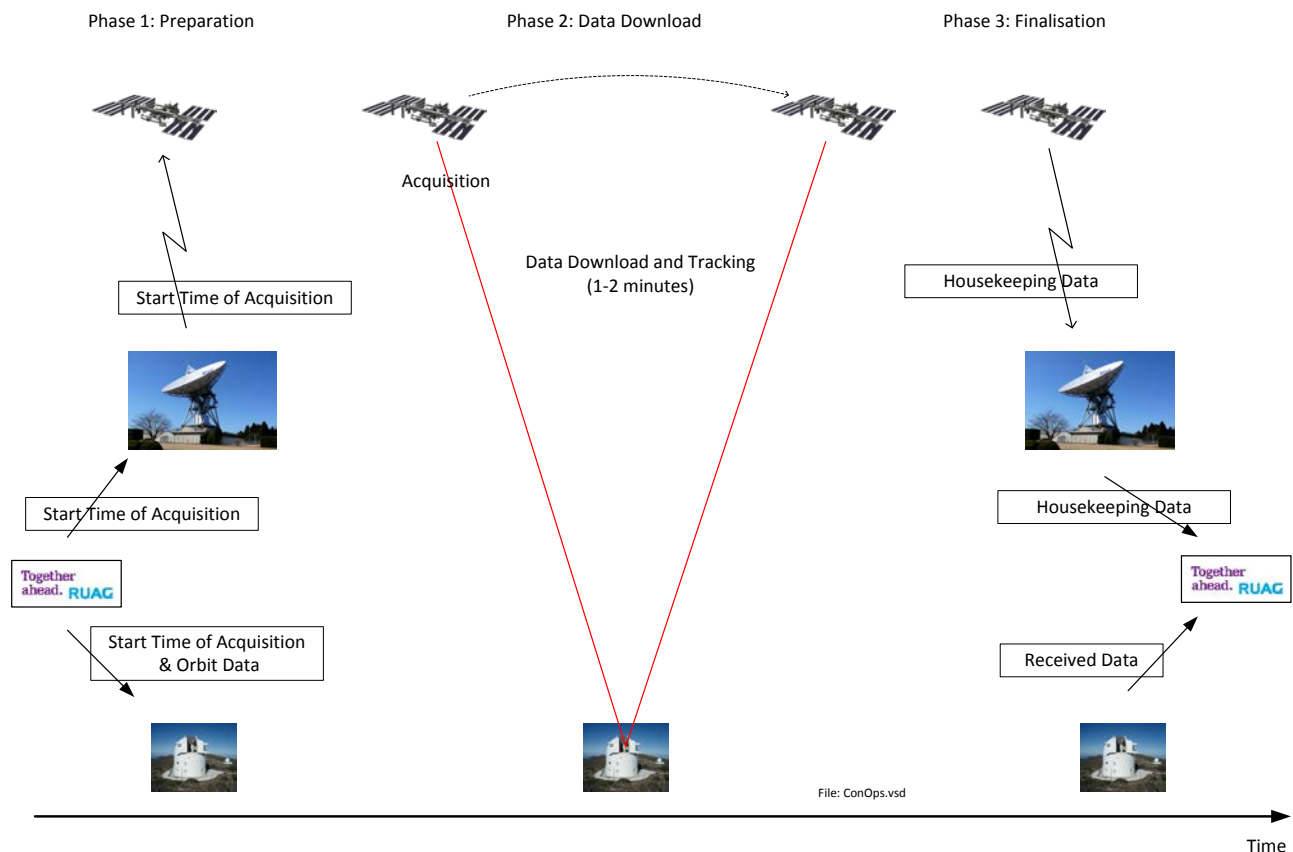 Phase 1: Preparation
Phase 2: Data Download
Phase 3: Finalisation
Acquisition
Data Download and Tracking
(1-2 minutes)
Start Time of Acquisition
Housekeeping Data
Start Time of Acquisition
Housekeeping Data
Together
ahead. RUAG
Together
ahead. RUAG
Start Time of Acquisition
& Orbit Data
Received Data
File: ConOps.vsd
Time